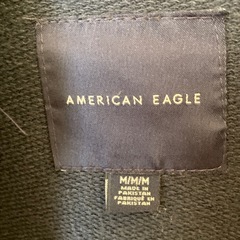 AMERICAN EAGLE
M/M/M
MADE IN
PAKISTAN
FABRIQUÉ EN
PAKISTAN